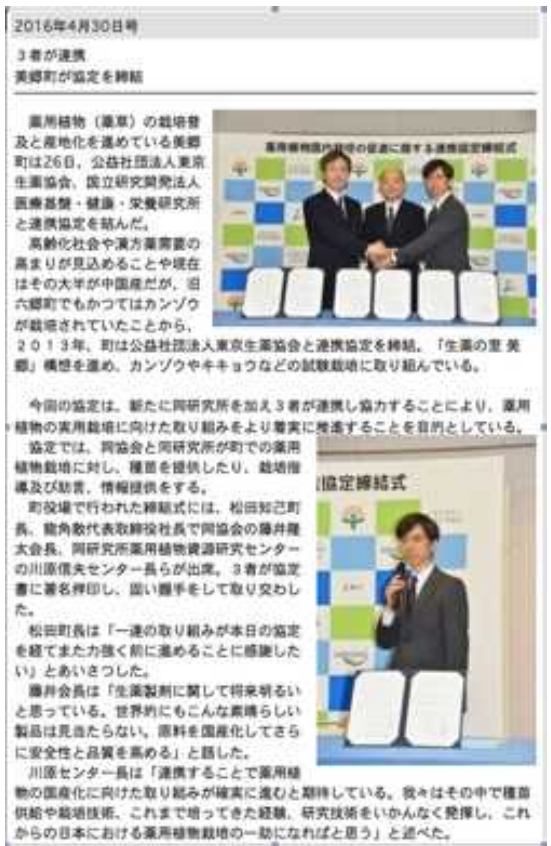 2016年4月30日号
3者が連携
美郷町が協定を締結
薬用植物（薬草）の栽培普
及と産地化を進めている美郷
町は26日、公益社団法人東京
生薬協会、国立研究開発法人
医療基盤・健康・栄養研究所
と連携協定を結んだ。
高齢化社会や漢方薬需要の
高まりが見込めることや現在
はその大半が中国産だが、旧
六郷町でもかつてはカンゾウ
が栽培されていたことから、
2013年、町は公益社団法人東京生薬協会と連携協定を締結。「生薬の里 美
郷」構想を進め、カンゾウやキキョウなどの試験栽培に取り組んでいる。
薬用植物国内栽培の促進に関する連携協定締結式
今回の協定は、新たに同研究所を加え3者が連携し協力することにより、薬用
植物の実用栽培に向けた取り組みをより着実に推進することを目的としている。
協定では、同協会と同研究所が町での薬用
植物栽培に対し、種苗を提供したり、栽培指
導及び助言、情報提供をする。
町役場で行われた締結式には、松田知己町
長、龍角散代表取締役社長で同協会の藤井隆
太会長、同研究所薬用植物資源研究センター
の川原信夫センター長らが出席。3者が協定
書に署名押印し、固い握手をして取り交わし
た。
松田町長は「一連の取り組みが本日の協定
を経てまた力強く前に進めることに感謝した
い」とあいさつした。
藤井会長は「生薬製剤に関して将来明るい
と思っている。世界的にもこんな素晴らしい
製品は見当たらない。原料を国産化してさら
に安全性と品質を高める」と話した。
川原センター長は「連携することで薬用植
物の国産化に向けた取り組みが確実に進むと期待している。我々はその中で種苗
供給や栽培技術、これまで培ってきた経験、研究技術をいかんなく発揮し、これ
からの日本における薬用植物栽培の一助になればと思う」と述べた。
協定締結式